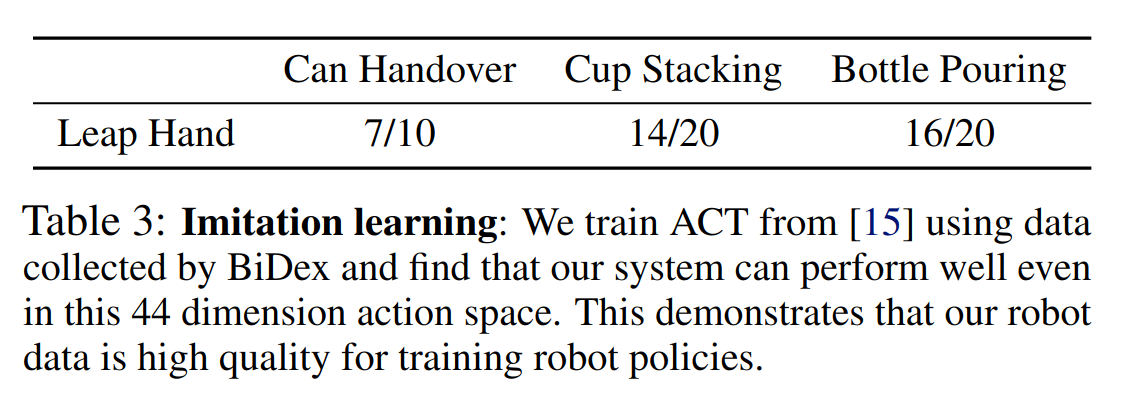 Can Handover Cup Stacking Bottle Pouring
Leap Hand 7/10 14/20 16/20
Table 3: Imitation learning: We train ACT from [15] using data
collected by BiDex and find that our system can perform well even
in this 44 dimension action space. This demonstrates that our robot
data is high quality for training robot policies.